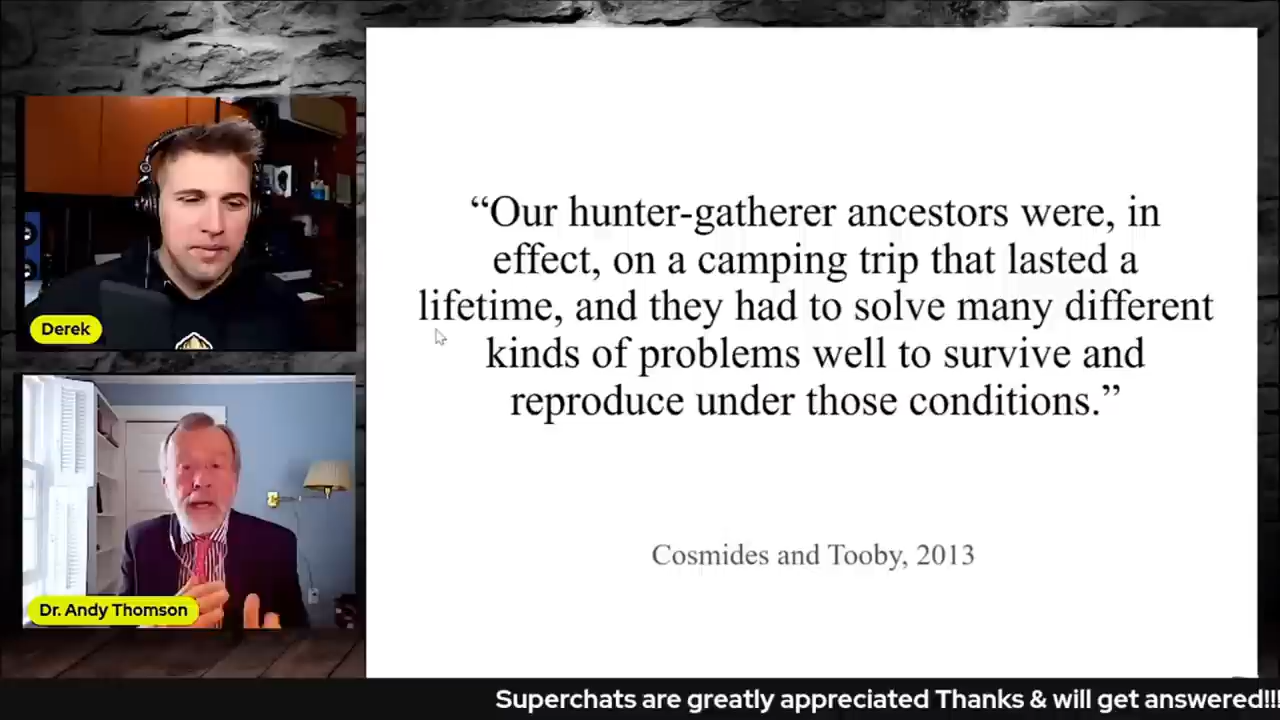 Derek
Dr. Andy Thomson
“Our hunter-gatherer ancestors were, in
effect, on a camping trip that lasted a
lifetime, and they had to solve many different
kinds of problems well to survive and
reproduce under those conditions.”
Cosmides and Tooby, 2013
Superchats are greatly appreciated Thanks & will get answered!!!